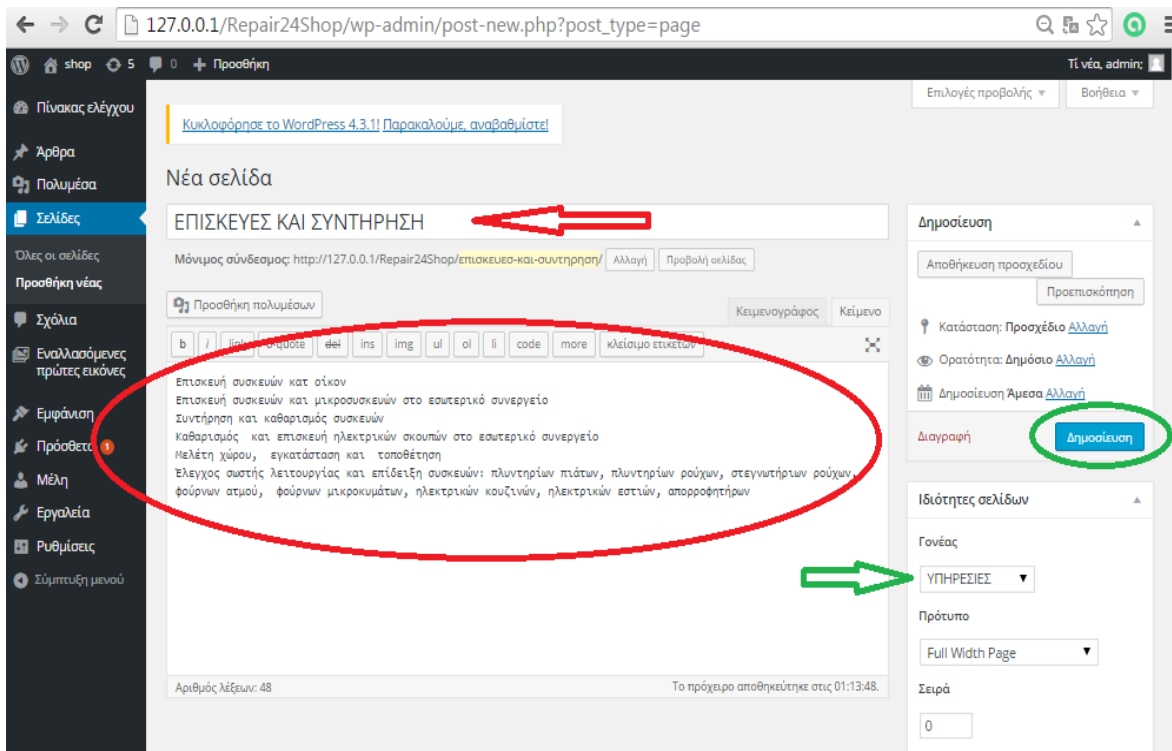 127.0.0.1/Repair24Shop/wp-admin/post-new.php?post_type=page
shop 5 0 Προσθήκη Τί νέα, admin;
Πίνακας ελέγχου
Άρθρα
Πολυμέσα
Σελίδες
Όλες οι σελίδες
Προσθήκη νέας
Σχόλια
Εναλλασόμενες
πρώτες εικόνες
Εμφάνιση
Πρόσθετα 1
Μέλη
Εργαλεία
Ρυθμίσεις
Σύμπτυξη μενού
Επιλογές προβολής Βοήθεια
Κυκλοφόρησε το WordPress 4.3.1! Παρακαλούμε, αναβαθμίστε!
Νέα σελίδα
ΕΠΙΣΚΕΥΕΣ ΚΑΙ ΣΥΝΤΗΡΗΣΗ
Μόνιμος σύνδεσμος: http://127.0.0.1/Repair24Shop/επισκευεσ-και-συντηρηση/ Αλλαγή Προβολή σελίδας
Προσθήκη πολυμέσων
Κειμενογράφος Κείμενο
b i link b-quote del ins img ul ol li code more κλείσιμο ετικετών
Επισκευή συσκευών κατ οίκον
Επισκευή συσκευών και μικροσυσκευών στο εσωτερικό συνεργείο
Συντήρηση και καθαρισμός συσκευών
Καθαρισμός και επισκευή ηλεκτρικών σκουπών στο εσωτερικό συνεργείο
Μελέτη χώρου, εγκατάσταση και τοποθέτηση
Έλεγχος σωστής λειτουργίας και επίδειξη συσκευών: πλυντηρίων πιάτων, πλυντηρίων ρούχων, στεγνωτήριων ρούχων,
φούρνων ατμού, φούρνων μικροκυμάτων, ηλεκτρικών κουζινών, ηλεκτρικών εστιών, απορροφητήρων
Αριθμός λέξεων: 48 Το πρόχειρο αποθηκεύτηκε στις 01:13:48.
Δημοσίευση
Αποθήκευση προσχεδίου
Προεπισκόπηση
Κατάσταση: Προσχέδιο Αλλαγή
Ορατότητα: Δημόσιο Αλλαγή
Δημοσίευση Άμεσα Αλλαγή
Διαγραφή Δημοσίευση
Ιδιότητες σελίδων
Γονέας
ΥΠΗΡΕΣΙΕΣ
Πρότυπο
Full Width Page
Σειρά
0